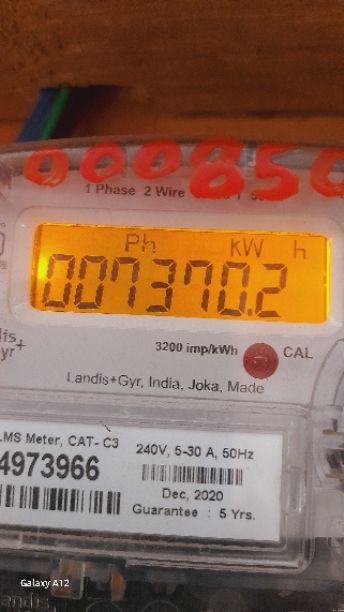 000850
1 Phase 2 Wire
Ph kW h
007370.2
3200 imp/kWh CAL
Landis+Gyr, India, Joka, Made
LMS Meter, CAT- C3
240V, 5-30 A, 50Hz
4973966
Dec, 2020
Guarantee : 5 Yrs.
Galaxy A12